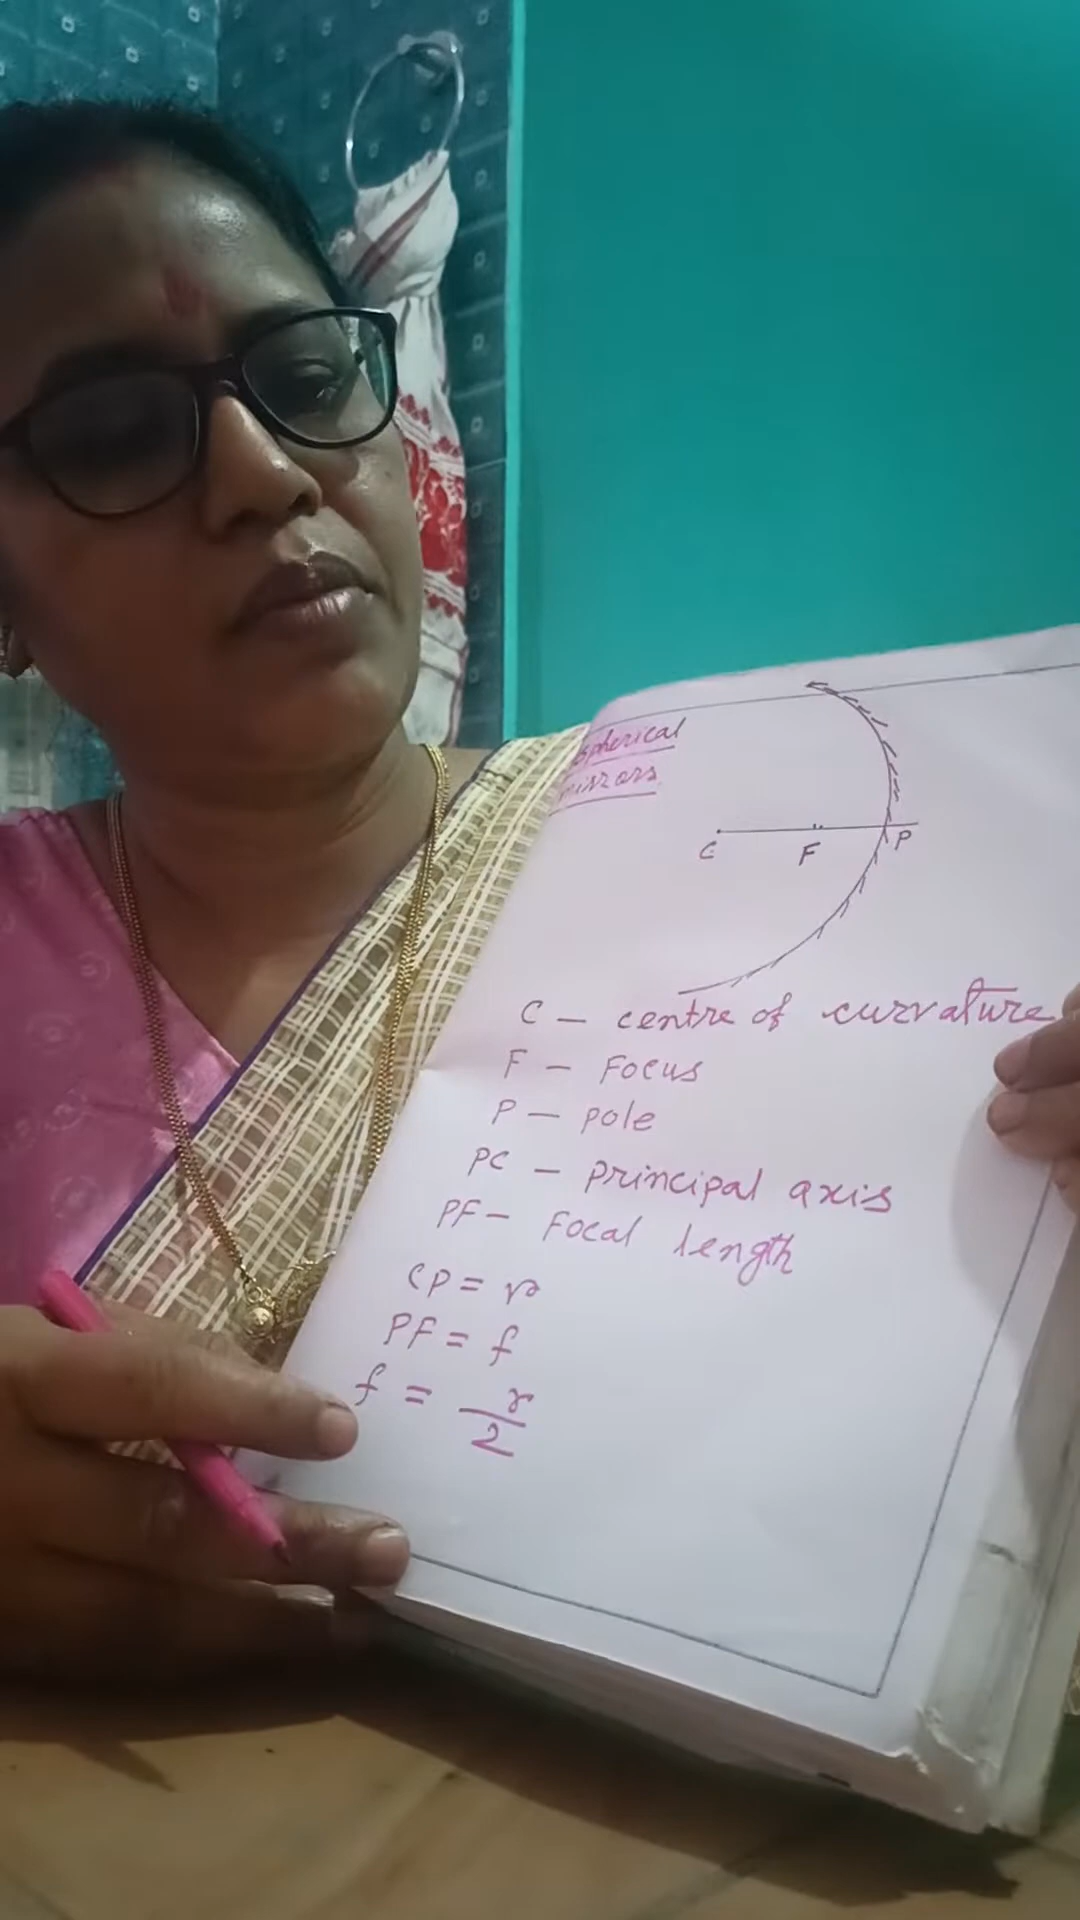 spherical
mirrors
C F P
C - centre of curvature
F - Focus
P - pole
PC - principal axis
PF - Focal length
CP = r
PF = f
f = r/2